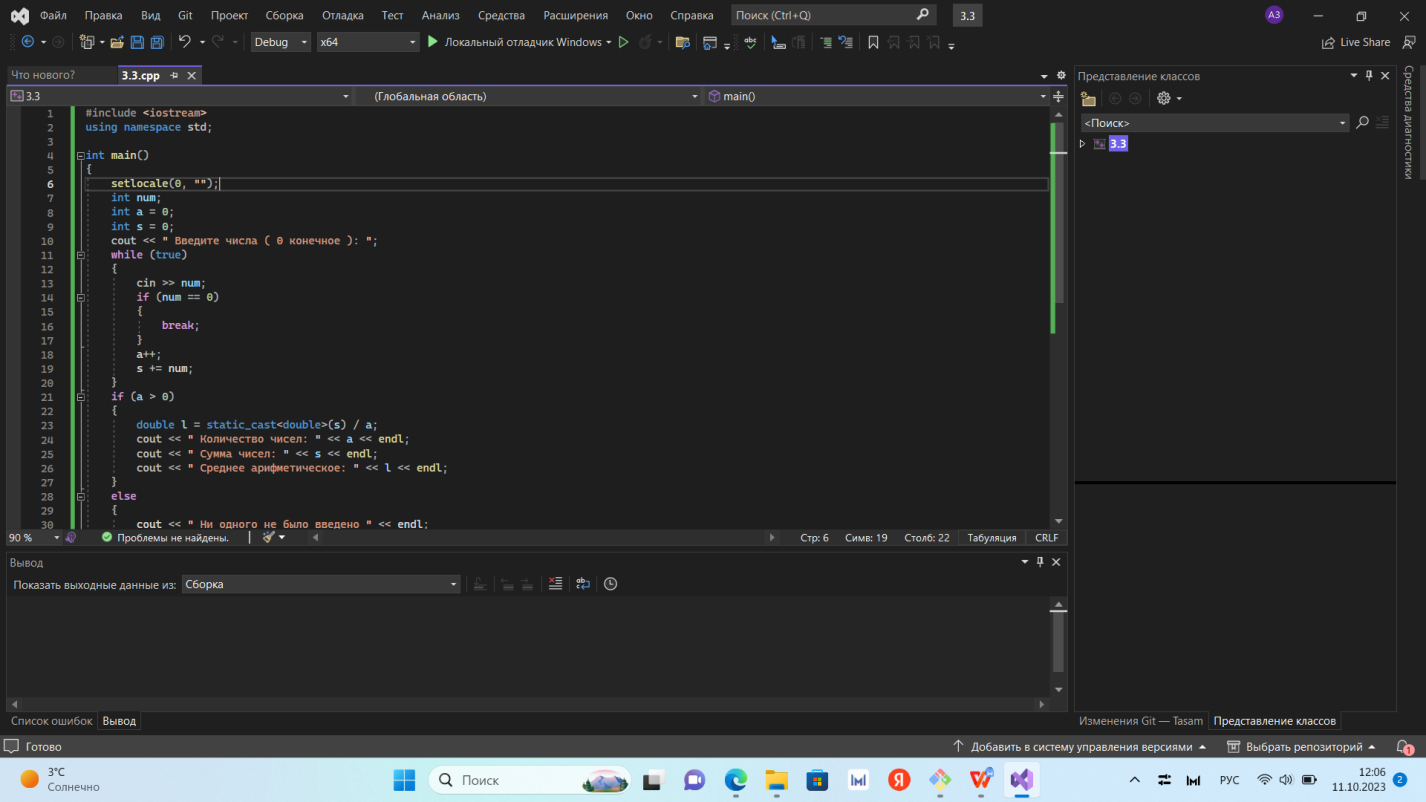 Файл Правка Вид Git Проект Сборка Отладка Тест Анализ Средства Расширения Окно Справка Поиск (Ctrl+Q) 3.3 АЗ
Debug x64 Локальный отладчик Windows Live Share
Что нового? 3.3.cpp
3.3 (Глобальная область) main()
1 #include <iostream>
2 using namespace std;
3
4 int main()
5 {
6 setlocale(0, "");
7 int num;
8 int a = 0;
9 int s = 0;
10 cout << " Введите числа ( 0 конечное ): ";
11 while (true)
12 {
13 cin >> num;
14 if (num == 0)
15 {
16 break;
17 }
18 a++;
19 s += num;
20 }
21 if (a > 0)
22 {
23 double l = static_cast<double>(s) / a;
24 cout << " Количество чисел: " << a << endl;
25 cout << " Сумма чисел: " << s << endl;
26 cout << " Среднее арифметическое: " << l << endl;
27 }
28 else
29 {
30 cout << " Ни одного не было введено " << endl;
90 % Проблемы не найдены. Стр: 6 Симв: 19 Столб: 22 Табуляция CRLF
Вывод
Показать выходные данные из: Сборка
Список ошибок Вывод
Представление классов
<Поиск>
3.3
Средства диагностики
Изменения Git — Tasam Представление классов
Готово Добавить в систему управления версиями Выбрать репозиторий 1
3°C
Солнечно
Поиск
РУС
12:06
11.10.2023
2